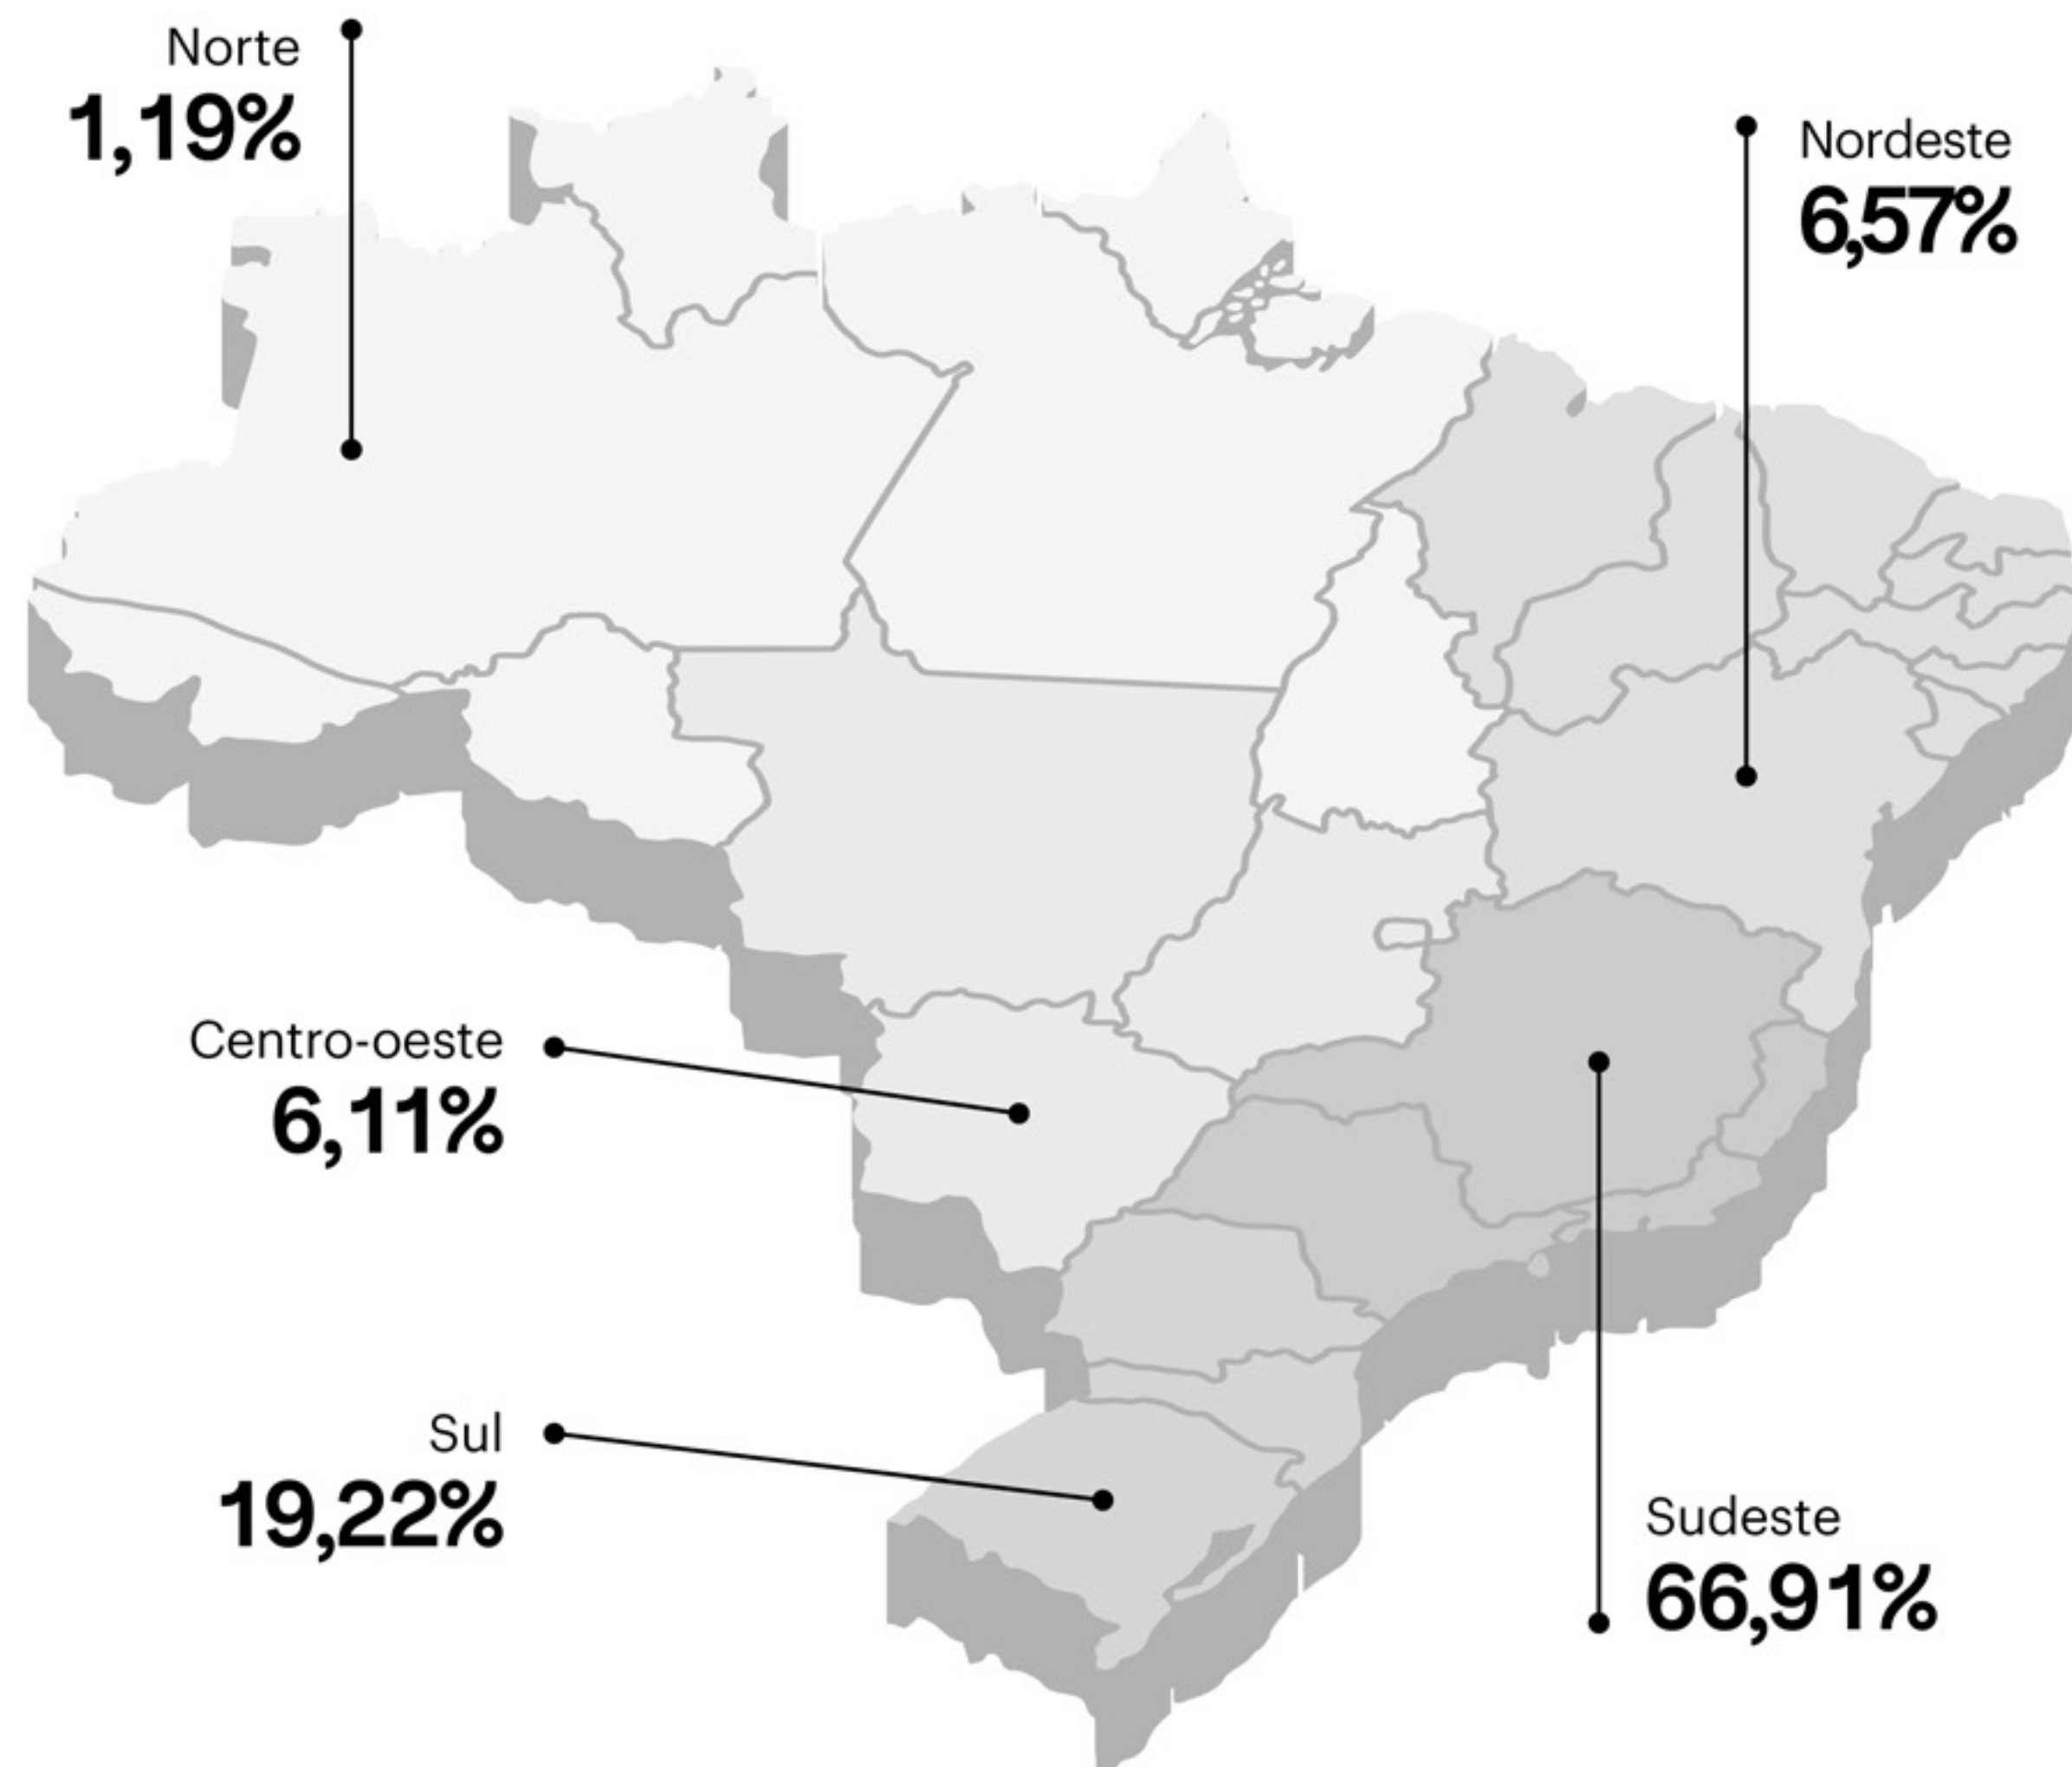 Norte
1,19%
Nordeste
6,57%
Centro-oeste
6,11%
Sul
19,22%
Sudeste
66,91%